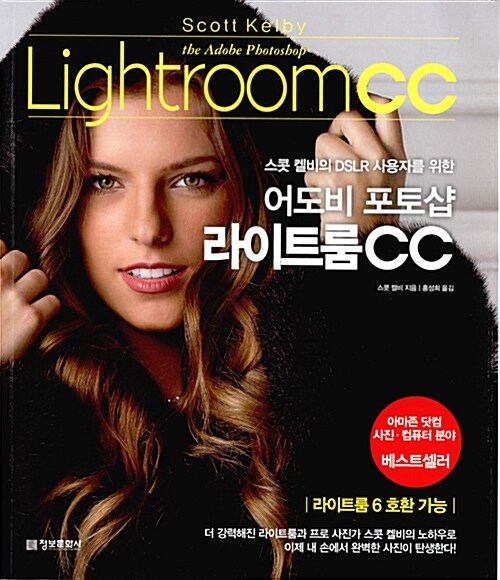 Scott Kelby
the Adobe Photoshop
Lightroom CC
스콧 켈비의 DSLR 사용자를 위한
어도비 포토샵
라이트룸 CC
스콧 켈비 지음 | 홍성희 옮김
아마존 닷컴
사진 · 컴퓨터 분야
베스트셀러
| 라이트룸 6 호환 가능 |
더 강력해진 라이트룸과 프로 사진가 스콧 켈비의 노하우로
이제 내 손에서 완벽한 사진이 탄생한다!
정보문화사